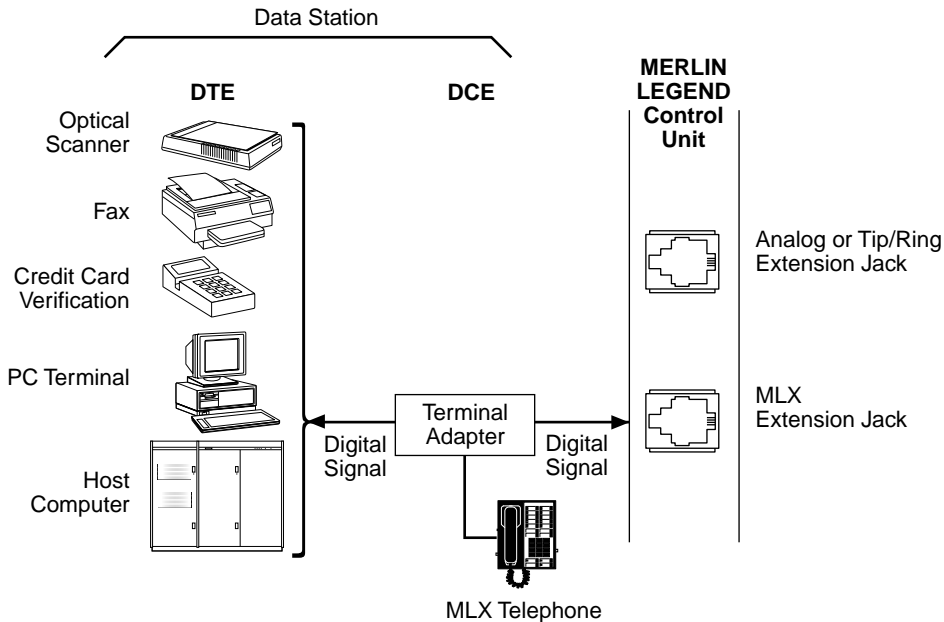 Data Station
DTE
DCE
MERLIN
LEGEND
Control
Unit
Optical
Scanner
Fax
Credit Card
Verification
PC Terminal
Host
Computer
Digital
Signal
Terminal
Adapter
Digital
Signal
MLX Telephone
Analog or Tip/Ring
Extension Jack
MLX
Extension Jack